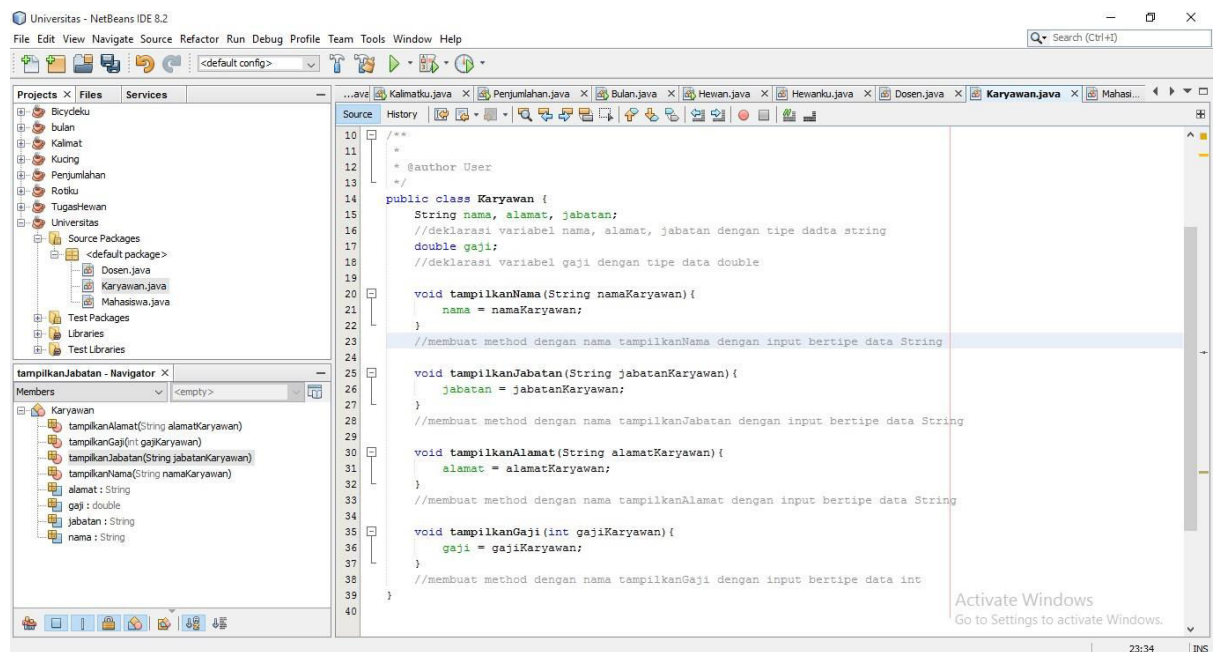 Universitas - NetBeans IDE 8.2
File Edit View Navigate Source Refactor Run Debug Profile Team Tools Window Help
Search (Ctrl+I)
<default config>
Projects Files Services
Bicycleku
bulan
Kalimat
Kucing
Penjumlahan
Rotiku
TugasHewan
Universitas
Source Packages
<default package>
Dosen.java
Karyawan.java
Mahasiswa.java
Test Packages
Libraries
Test Libraries
tampilkanJabatan - Navigator
Members <empty>
Karyawan
tampilkanAlamat(String alamatKaryawan)
tampilkanGaji(int gajiKaryawan)
tampilkanJabatan(String jabatanKaryawan)
tampilkanNama(String namaKaryawan)
alamat : String
gaji : double
jabatan : String
nama : String
...ava Kalimatku.java Penjumlahan.java Bulan.java Hewan.java Hewanku.java Dosen.java Karyawan.java Mahasi...
Source History
10 /**
11 *
12 * @author User
13 */
14 public class Karyawan {
15 String nama, alamat, jabatan;
16 //deklarasi variabel nama, alamat, jabatan dengan tipe dadta string
17 double gaji;
18 //deklarasi variabel gaji dengan tipe data double
19
20 void tampilkanNama(String namaKaryawan){
21 nama = namaKaryawan;
22 }
23 //membuat method dengan nama tampilkanNama dengan input bertipe data String
24
25 void tampilkanJabatan(String jabatanKaryawan){
26 jabatan = jabatanKaryawan;
27 }
28 //membuat method dengan nama tampilkanJabatan dengan input bertipe data String
29
30 void tampilkanAlamat(String alamatKaryawan){
31 alamat = alamatKaryawan;
32 }
33 //membuat method dengan nama tampilkanAlamat dengan input bertipe data String
34
35 void tampilkanGaji(int gajiKaryawan){
36 gaji = gajiKaryawan;
37 }
38 //membuat method dengan nama tampilkanGaji dengan input bertipe data int
39 }
40
Activate Windows
Go to Settings to activate Windows.
23:34 INS